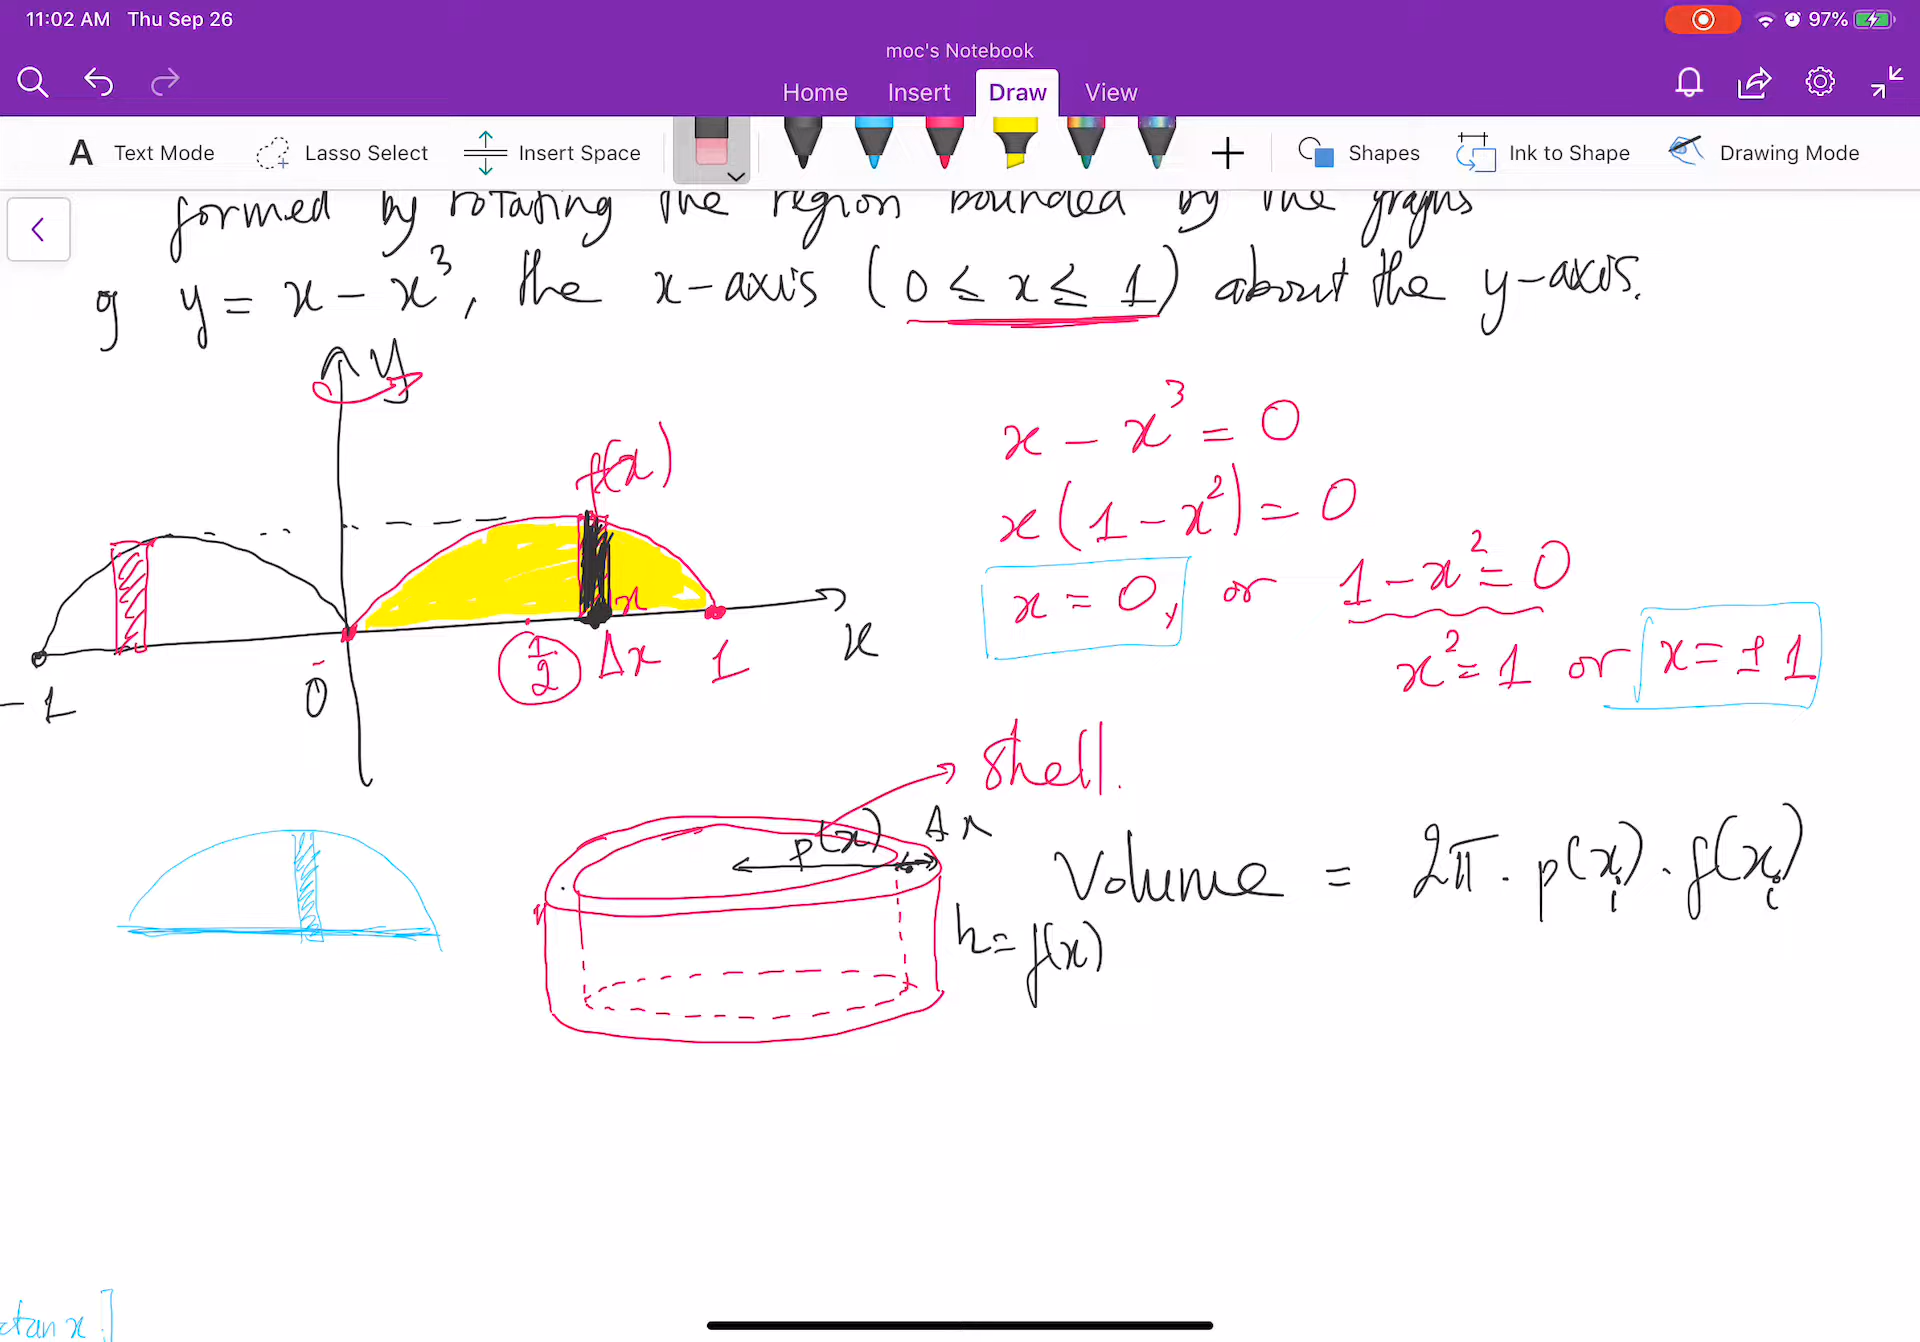 11:02 AM Thu Sep 26
97%
moc's Notebook
Home Insert Draw View
A Text Mode Lasso Select Insert Space Shapes Ink to Shape Drawing Mode
formed by rotating the region bounded by the graphs
of y = x - x³, the x-axis (0 ≤ x ≤ 1) about the y-axis.
y
f(x)
x
-1 0 1/2 Δx 1 x
x - x³ = 0
x(1 - x²) = 0
x = 0, or 1 - x² = 0
x² = 1 or x = ± 1
shell.
p(x) Δx
h = f(x)
Volume = 2π · p(xᵢ) · f(xᵢ)
ctan x]